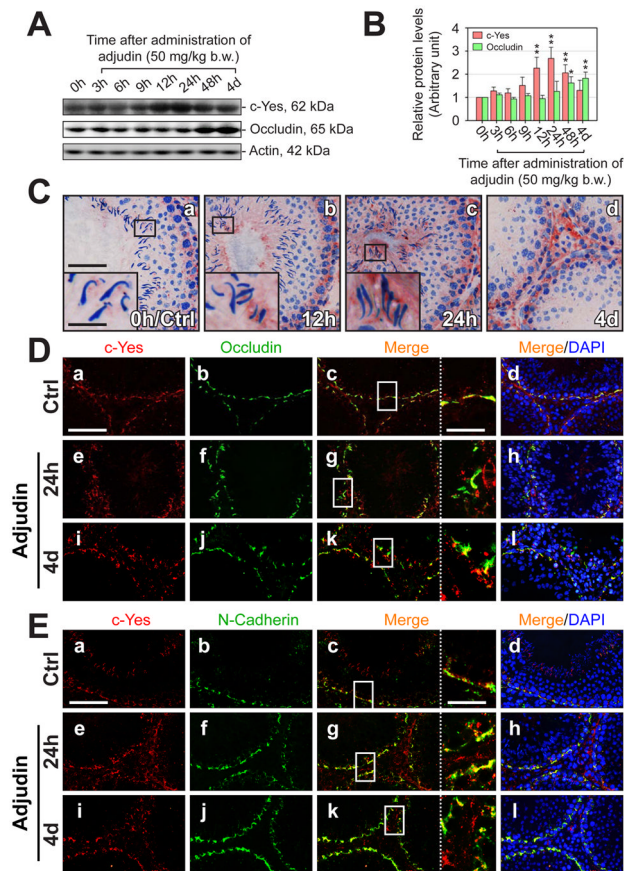 A
Time after administration of
adjudin (50 mg/kg b.w.)
0h 3h 6h 9h 12h 24h 48h 4d
c-Yes, 62 kDa
Occludin, 65 kDa
Actin, 42 kDa
B
c-Yes
Occludin
Relative protein levels
(Arbitrary unit)
4
3
2
1
0
** ** ** * **
0h 3h 6h 9h 12h 24h 48h 4d
Time after administration of
adjudin (50 mg/kg b.w.)
C
a b c d
0h/Ctrl 12h 24h 4d
D
c-Yes Occludin Merge Merge/DAPI
Ctrl
a b c d
Adjudin
24h
e f g h
4d
i j k l
E
c-Yes N-Cadherin Merge Merge/DAPI
Ctrl
a b c d
Adjudin
24h
e f g h
4d
i j k l